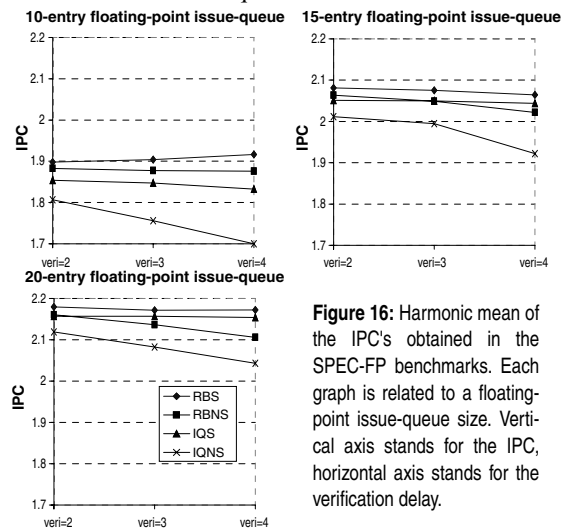 10-entry floating-point issue-queue
2.2
2.1
2
1.9
1.8
1.7
IPC
veri=2 veri=3 veri=4
15-entry floating-point issue-queue
2.2
2.1
2
1.9
1.8
1.7
IPC
veri=2 veri=3 veri=4
20-entry floating-point issue-queue
2.2
2.1
2
1.9
1.8
1.7
IPC
RBS
RBNS
IQS
IQNS
veri=2 veri=3 veri=4
Figure 16: Harmonic mean of
the IPC's obtained in the
SPEC-FP benchmarks. Each
graph is related to a floating-
point issue-queue size. Verti-
cal axis stands for the IPC,
horizontal axis stands for the
verification delay.